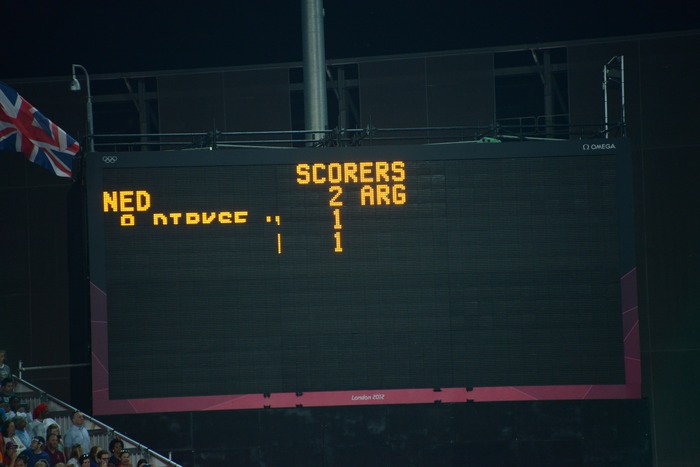 Ω OMEGA
SCORERS
NED 2 ARG
1
1
London 2012